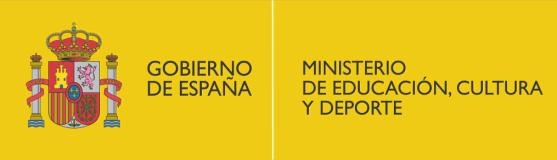 GOBIERNO
DE ESPAÑA
MINISTERIO
DE EDUCACIÓN, CULTURA
Y DEPORTE